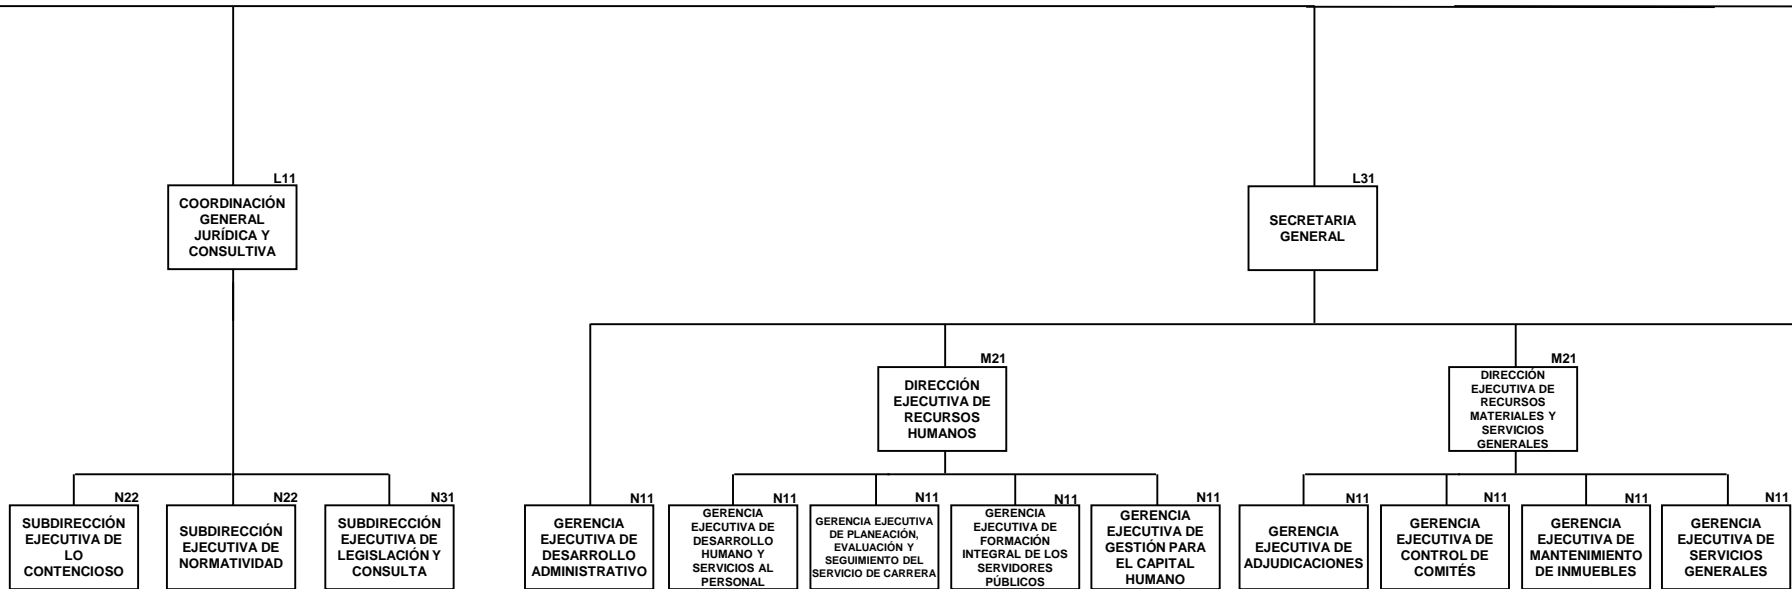 L11
COORDINACIÓN
GENERAL
JURÍDICA Y
CONSULTIVA
L31
SECRETARIA
GENERAL
M21
DIRECCIÓN
EJECUTIVA DE
RECURSOS
HUMANOS
M21
DIRECCIÓN
EJECUTIVA DE
RECURSOS
MATERIALES Y
SERVICIOS
GENERALES
N22
SUBDIRECCIÓN
EJECUTIVA DE
LO
CONTENCIOSO
N22
SUBDIRECCIÓN
EJECUTIVA DE
NORMATIVIDAD
N31
SUBDIRECCIÓN
EJECUTIVA DE
LEGISLACIÓN Y
CONSULTA
N11
GERENCIA
EJECUTIVA DE
DESARROLLO
ADMINISTRATIVO
N11
GERENCIA
EJECUTIVA DE
DESARROLLO
HUMANO Y
SERVICIOS AL
PERSONAL
N11
GERENCIA EJECUTIVA
DE PLANEACIÓN,
EVALUACIÓN Y
SEGUIMIENTO DEL
SERVICIO DE CARRERA
N11
GERENCIA
EJECUTIVA DE
FORMACIÓN
INTEGRAL DE LOS
SERVIDORES
PÚBLICOS
N11
GERENCIA
EJECUTIVA DE
GESTIÓN PARA
EL CAPITAL
HUMANO
N11
GERENCIA
EJECUTIVA DE
ADJUDICACIONES
N11
GERENCIA
EJECUTIVA DE
CONTROL DE
COMITÉS
N11
GERENCIA
EJECUTIVA DE
MANTENIMIENTO
DE INMUEBLES
N11
GERENCIA
EJECUTIVA DE
SERVICIOS
GENERALES